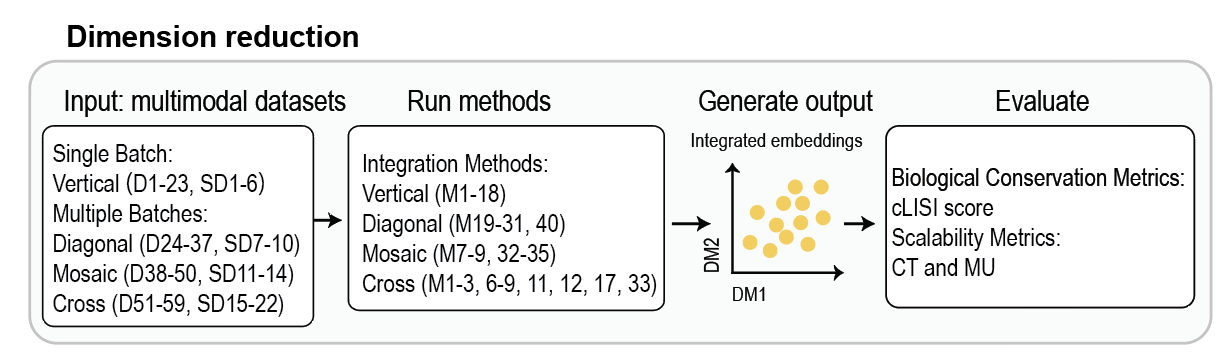 Dimension reduction
Input: multimodal datasets
Single Batch:
Vertical (D1-23, SD1-6)
Multiple Batches:
Diagonal (D24-37, SD7-10)
Mosaic (D38-50, SD11-14)
Cross (D51-59, SD15-22)
Run methods
Integration Methods:
Vertical (M1-18)
Diagonal (M19-31, 40)
Mosaic (M7-9, 32-35)
Cross (M1-3, 6-9, 11, 12, 17, 33)
Generate output
Integrated embeddings
DM2
DM1
Evaluate
Biological Conservation Metrics:
cLISI score
Scalability Metrics:
CT and MU